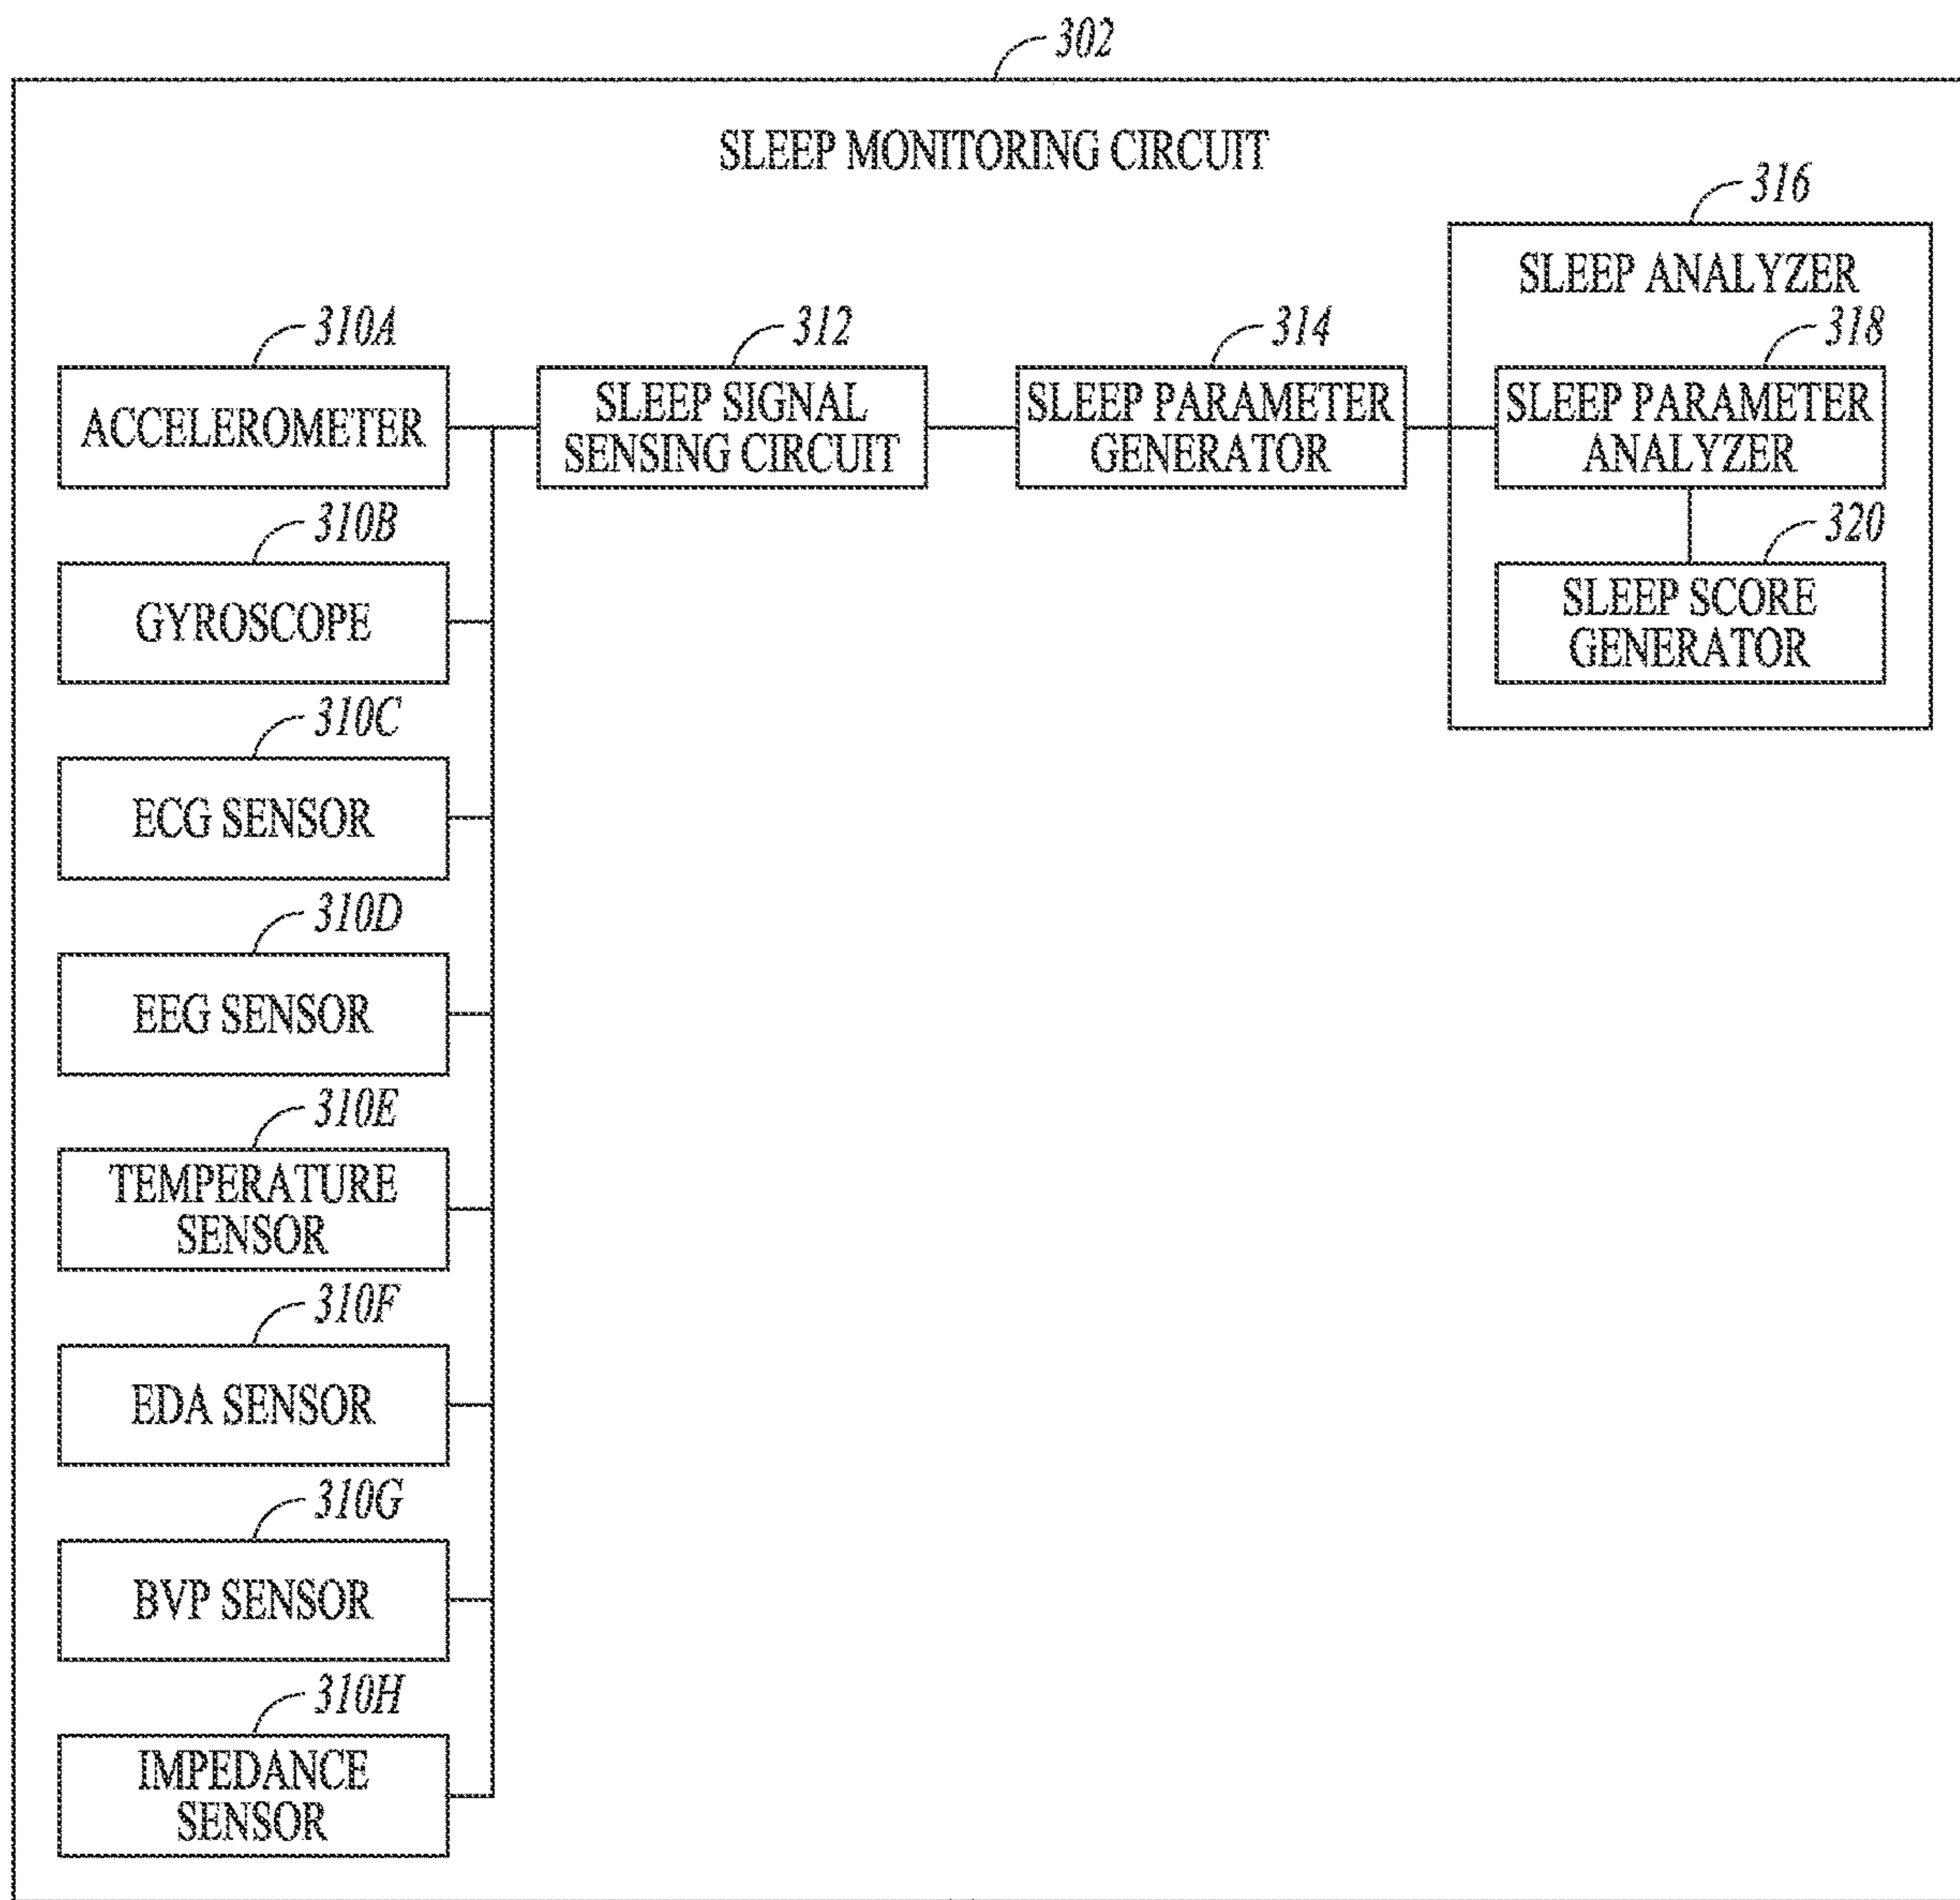 302
SLEEP MONITORING CIRCUIT
316
SLEEP ANALYZER
310A
ACCELEROMETER
312
SLEEP SIGNAL
SENSING CIRCUIT
314
SLEEP PARAMETER
GENERATOR
318
SLEEP PARAMETER
ANALYZER
320
SLEEP SCORE
GENERATOR
310B
GYROSCOPE
310C
ECG SENSOR
310D
EEG SENSOR
310E
TEMPERATURE
SENSOR
310F
EDA SENSOR
310G
BVP SENSOR
310H
IMPEDANCE
SENSOR